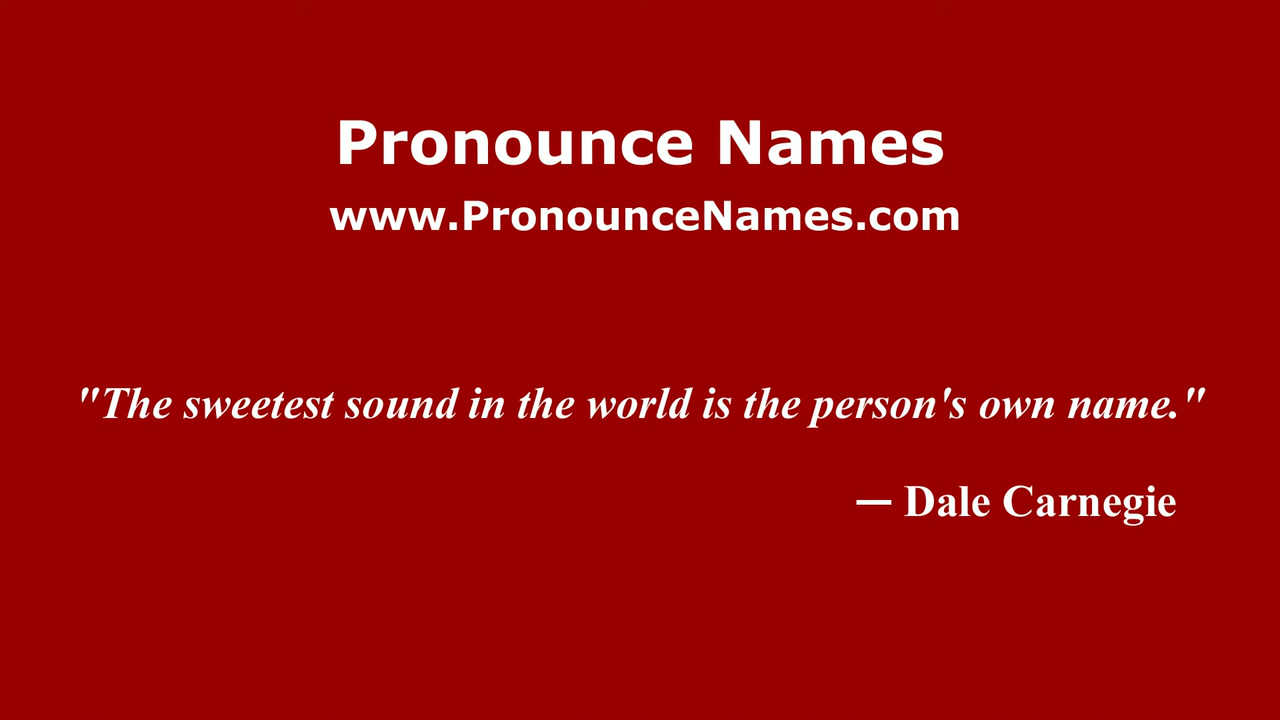 Pronounce Names
www.PronounceNames.com
"The sweetest sound in the world is the person's own name."
— Dale Carnegie